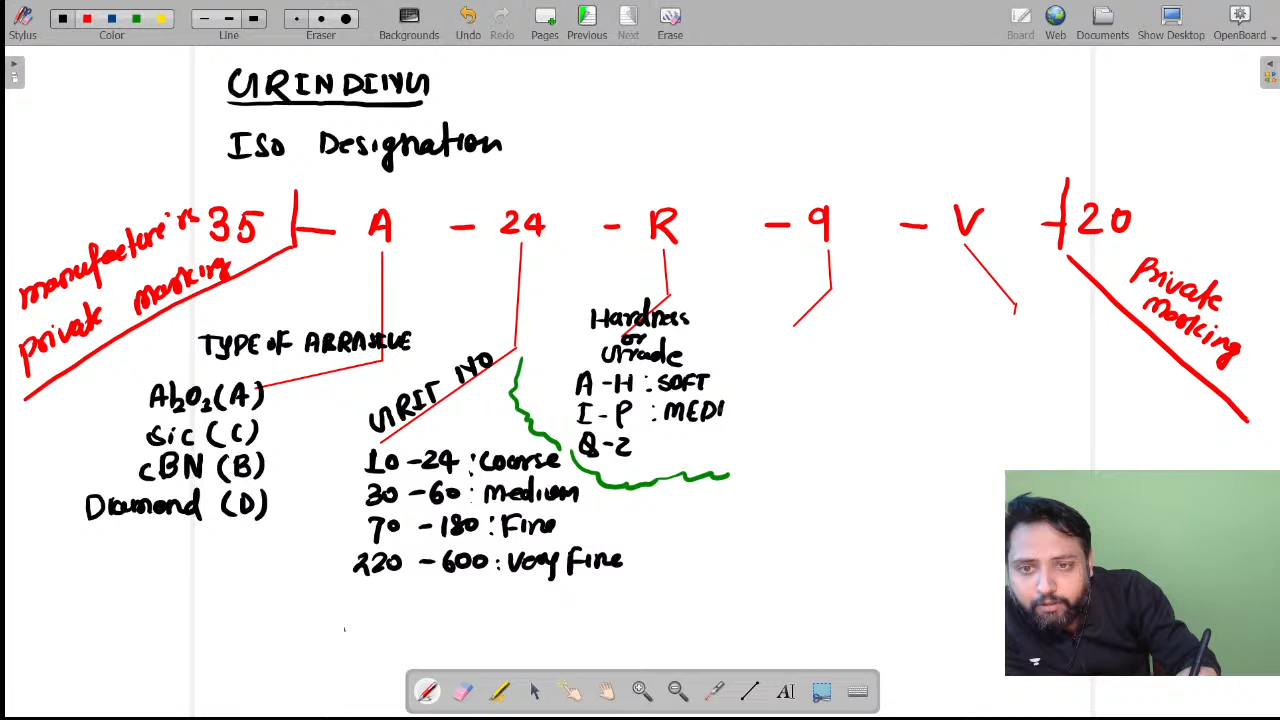 Stylus Color Line Eraser Backgrounds Undo Redo Pages Previous Next Erase Board Web Documents Show Desktop OpenBoard
GRINDING
ISO Designation
35 - A - 24 - R - 9 - V - 20
manufacturer's
private marking
Private
marking
TYPE OF ABRASIVE
Al2O3 (A)
SiC (C)
CBN (B)
Diamond (D)
GRIT NO
10 - 24 : Coarse
30 - 60 : Medium
70 - 180 : Fine
220 - 600 : Very Fine
Hardness
or
Grade
A - H : SOFT
I - P : MEDI
Q - Z